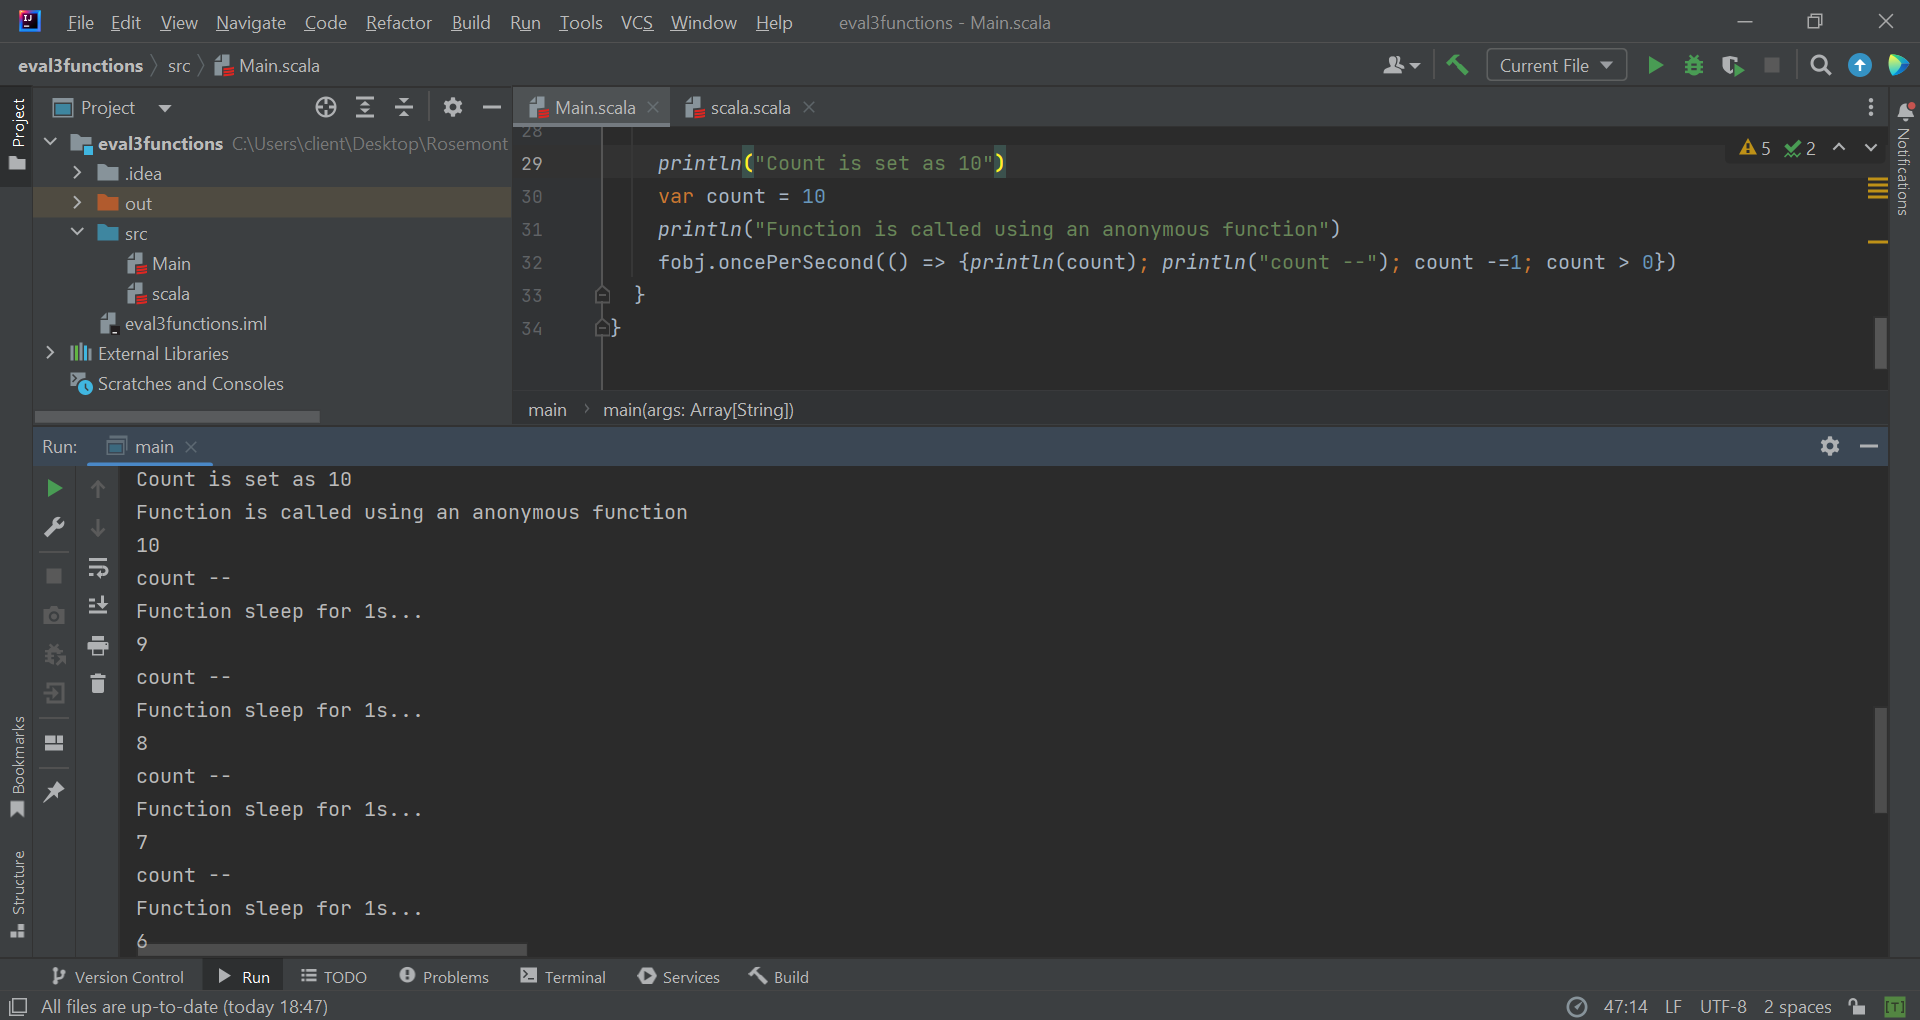 File Edit View Navigate Code Refactor Build Run Tools VCS Window Help eval3functions - Main.scala
eval3functions src Main.scala
Current File
Project
Project
Main.scala
scala.scala
Notifications
eval3functions C:\Users\client\Desktop\Rosemont
.idea
out
src
Main
scala
eval3functions.iml
External Libraries
Scratches and Consoles
28
29 println("Count is set as 10")
30 var count = 10
31 println("Function is called using an anonymous function")
32 fobj.oncePerSecond(() => {println(count); println("count --"); count -=1; count > 0})
33 }
34 }
5 2
main main(args: Array[String])
Run: main
Count is set as 10
Function is called using an anonymous function
10
count --
Function sleep for 1s...
9
count --
Function sleep for 1s...
8
count --
Function sleep for 1s...
7
count --
Function sleep for 1s...
6
Bookmarks
Structure
Version Control Run TODO Problems Terminal Services Build
All files are up-to-date (today 18:47)
47:14 LF UTF-8 2 spaces [T]